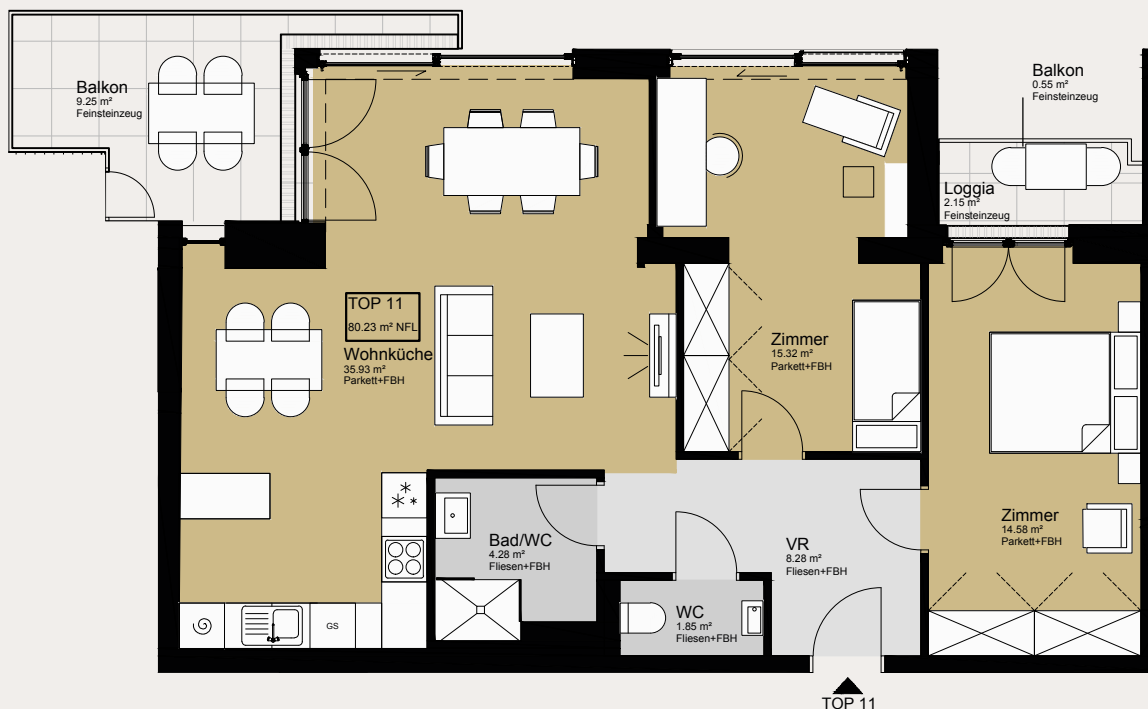 Balkon
9.25 m²
Feinsteinzeug
Balkon
0.55 m²
Feinsteinzeug
Loggia
2.15 m²
Feinsteinzeug
TOP 11
80.23 m² NFL
Wohnküche
35.93 m²
Parkett+FBH
Zimmer
15.32 m²
Parkett+FBH
Zimmer
14.58 m²
Parkett+FBH
Bad/WC
4.28 m²
Fliesen+FBH
VR
8.28 m²
Fliesen+FBH
WC
1.85 m²
Fliesen+FBH
GS
TOP 11